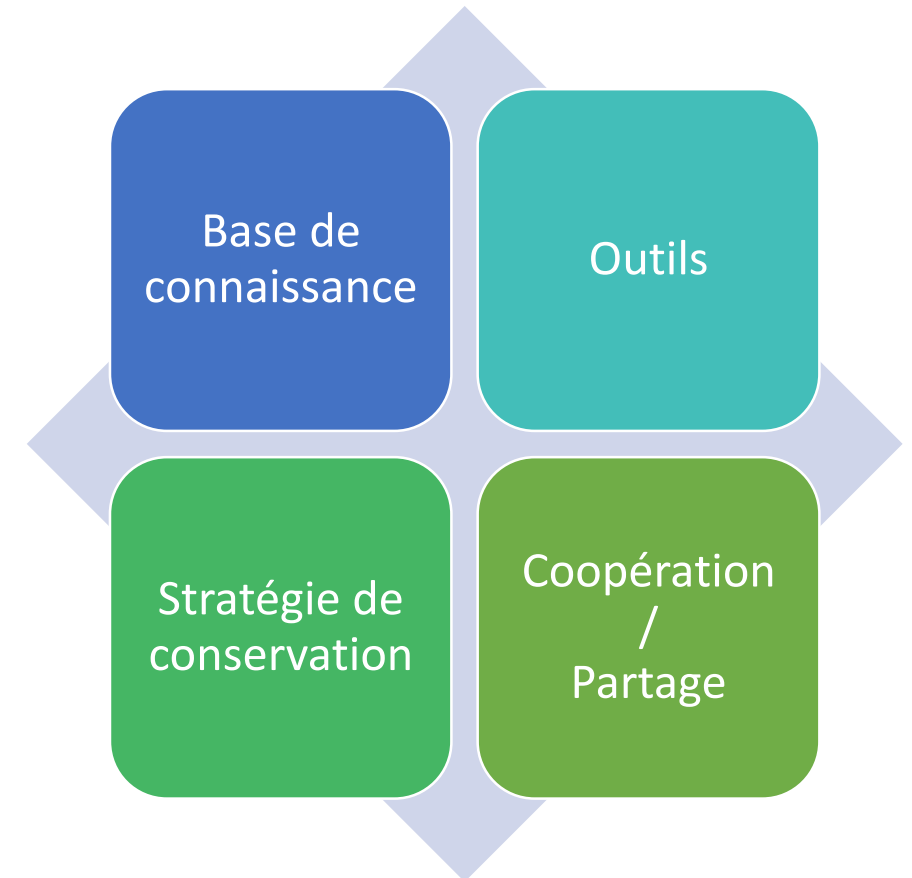 Base de
connaissance
Outils
Stratégie de
conservation
Coopération
/
Partage